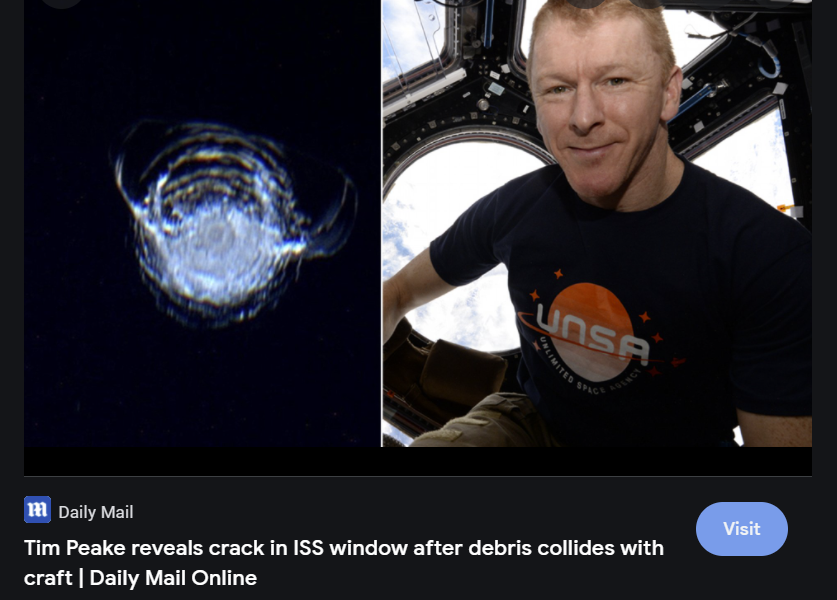 UNSA
UNLIMITED SPACE AGENCY
Daily Mail
Visit
Tim Peake reveals crack in ISS window after debris collides with
craft | Daily Mail Online